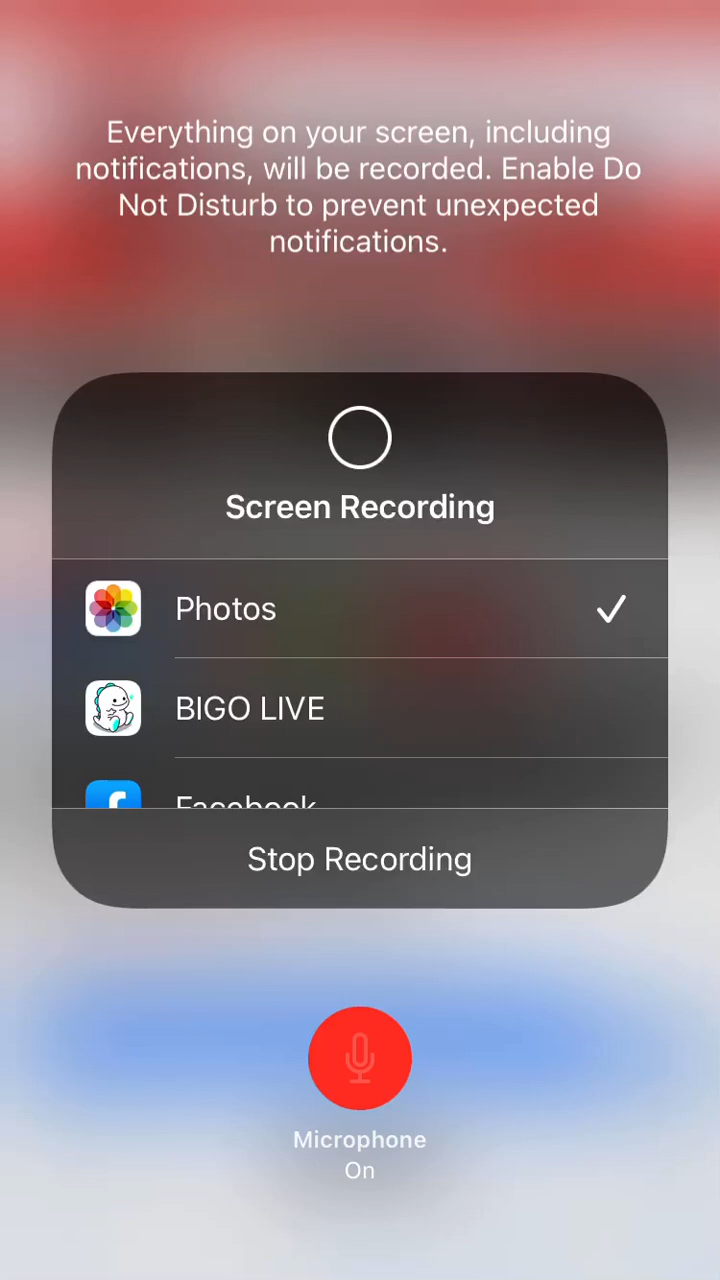 Everything on your screen, including
notifications, will be recorded. Enable Do
Not Disturb to prevent unexpected
notifications.
Screen Recording
Photos
BIGO LIVE
Facebook
Stop Recording
Microphone
On